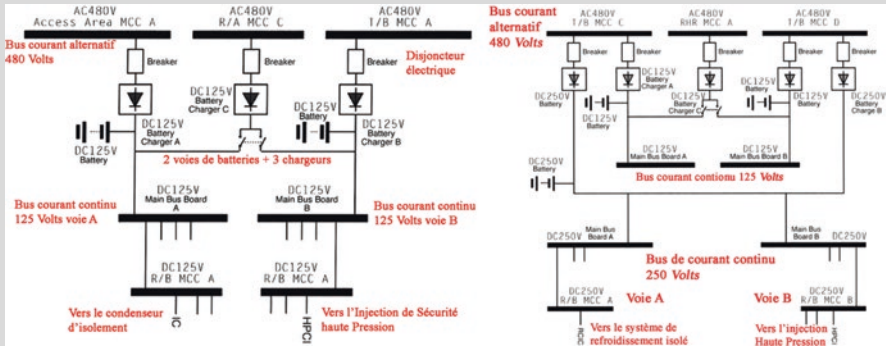 AC480V
Access Area MCC A
AC480V
R/A MCC C
AC480V
T/B MCC A
Bus courant alternatif
480 Volts
Disjoncteur
électrique
Breaker
Breaker
Breaker
DC125V
Battery
Charger C
DC125V
Battery
DC125V
Battery
Charger A
DC125V
Battery
Charger B
DC125V
Battery
2 voies de batteries + 3 chargeurs
Bus courant continu
125 Volts voie A
DC125V
Main Bus Board
A
DC125V
Main Bus Board
B
Bus courant continu
125 Volts voie B
DC125V
R/B MCC A
DC125V
R/B MCC A
Vers le condenseur
d'isolement
IC
HPCI
Vers l'Injection de Sécurité
haute Pression
Bus courant
alternatif
480 Volts
AC480V
T/B MCC C
AC480V
RHR MCC A
AC480V
T/B MCC D
Breaker
Breaker
Breaker
DC250V
Battery
DC125V
Battery
Charger A
DC125V
Battery
Charger C
DC125V
Battery
DC125V
Battery
DC250V
Battery
Charger B
DC125V
Main Bus Board A
DC125V
Main Bus Board B
Bus courant contionu 125 Volts
DC250V
Battery
DC250V
Main Bus
Board A
Main Bus
Board B
DC250V
Bus de courant continu
250 Volts
DC250V
R/B MCC A
Voie A
Voie B
DC250V
R/B MCC B
RCIC
Vers le système de
refroidissement isolé
Vers l'injection
Haute Pression
HPCI